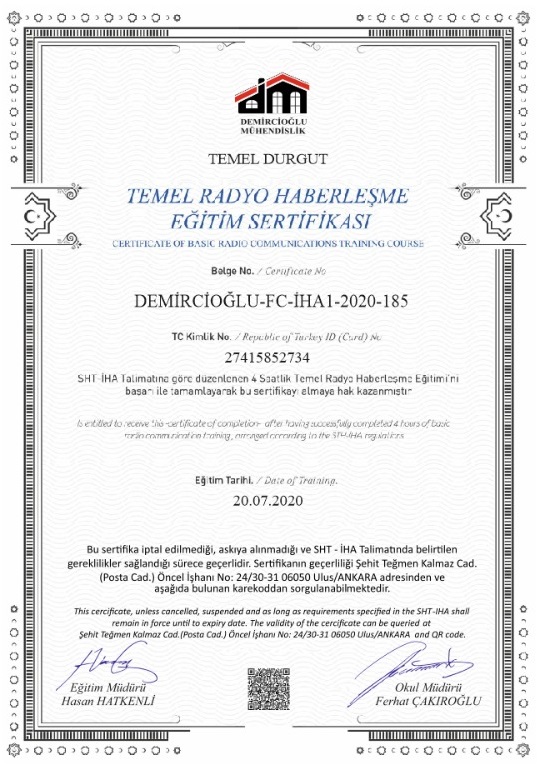 dm
DEMİRCİOĞLU
MÜHENDİSLİK
TEMEL DURGUT
TEMEL RADYO HABERLEŞME
EĞİTİM SERTİFİKASI
CERTIFICATE OF BASIC RADIO COMMUNICATIONS TRAINING COURSE
Belge No. / Certificate No
DEMİRCİOĞLU-FC-İHA1-2020-185
TC Kimlik No. / Republic of Turkey ID (Card) No
27415852734
SHT-İHA Talimatına göre düzenlenen 4 Saatlik Temel Radyo Haberleşme Eğitimi'ni
başarı ile tamamlayarak bu sertifikayı almaya hak kazanmıştır
Is entitled to receive this -certificate of completion- after having successfully completed 4 hours of basic
radio communication training, arranged according to the SHT-IHA regulations
Eğitim Tarihi. / Date of Training.
20.07.2020
Bu sertifika iptal edilmediği, askıya alınmadığı ve SHT - İHA Talimatında belirtilen
gereklilikler sağlandığı sürece geçerlidir. Sertifikanın geçerliliği Şehit Teğmen Kalmaz Cad.
(Posta Cad.) Öncel İşhanı No: 24/30-31 06050 Ulus/ANKARA adresinden ve
aşağıda bulunan karekoddan sorgulanabilmektedir.
This cercificate, unless cancelled, suspended and as long as requirements specified in the SHT-IHA shall
remain in force until to expiry date. The validity of the cercificate can be queried at
Şehit Teğmen Kalmaz Cad.(Posta Cad.) Öncel İşhanı No: 24/30-31 06050 Ulus/ANKARA and QR code.
Eğitim Müdürü
Hasan HATKENLİ
Okul Müdürü
Ferhat ÇAKIROĞLU